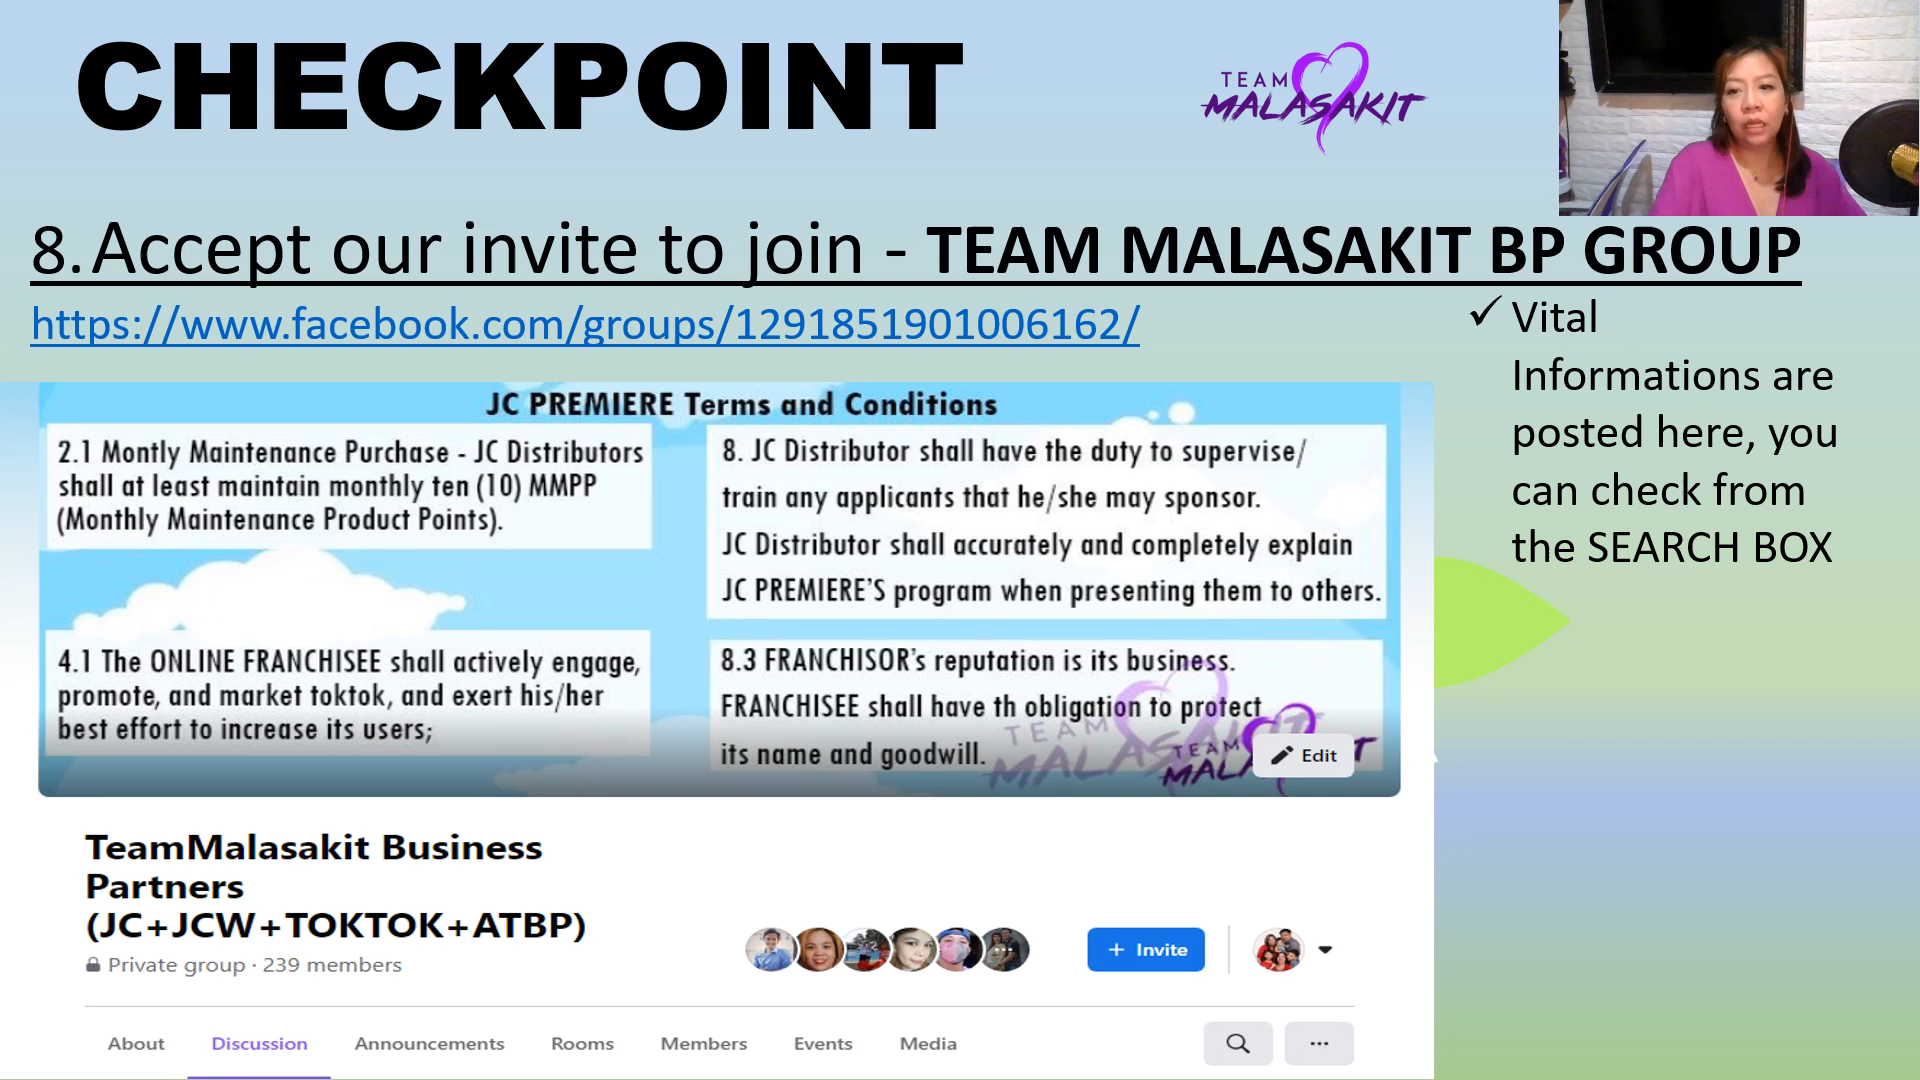 CHECKPOINT
TEAM
MALASAKIT
8. Accept our invite to join - TEAM MALASAKIT BP GROUP
https://www.facebook.com/groups/1291851901006162/
✓ Vital
Informations are
posted here, you
can check from
the SEARCH BOX
JC PREMIERE Terms and Conditions
2.1 Montly Maintenance Purchase - JC Distributors
shall at least maintain monthly ten (10) MMPP
(Monthly Maintenance Product Points).
4.1 The ONLINE FRANCHISEE shall actively engage,
promote, and market toktok, and exert his/her
best effort to increase its users;
8. JC Distributor shall have the duty to supervise/
train any applicants that he/she may sponsor.
JC Distributor shall accurately and completely explain
JC PREMIERE'S program when presenting them to others.
8.3 FRANCHISOR's reputation is its business.
FRANCHISEE shall have th obligation to protect
its name and goodwill.
TEAM
MALASAKIT
TEAM
Edit
TeamMalasakit Business
Partners
(JC+JCW+TOKTOK+ATBP)
Private group · 239 members
+ Invite
About Discussion Announcements Rooms Members Events Media